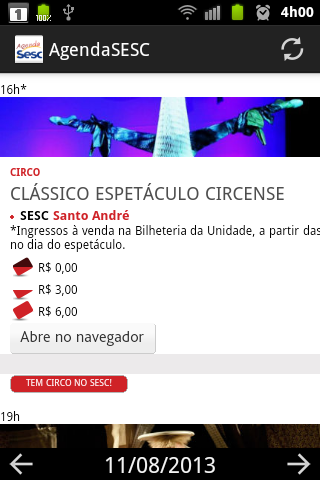 1
100%
4h00
Agenda
Sesc
AgendaSESC
16h*
CIRCO
CLÁSSICO ESPETÁCULO CIRCENSE
SESC Santo André
*Ingressos à venda na Bilheteria da Unidade, a partir das
no dia do espetáculo.
R$ 0,00
R$ 3,00
R$ 6,00
Abre no navegador
TEM CIRCO NO SESC!
19h
11/08/2013